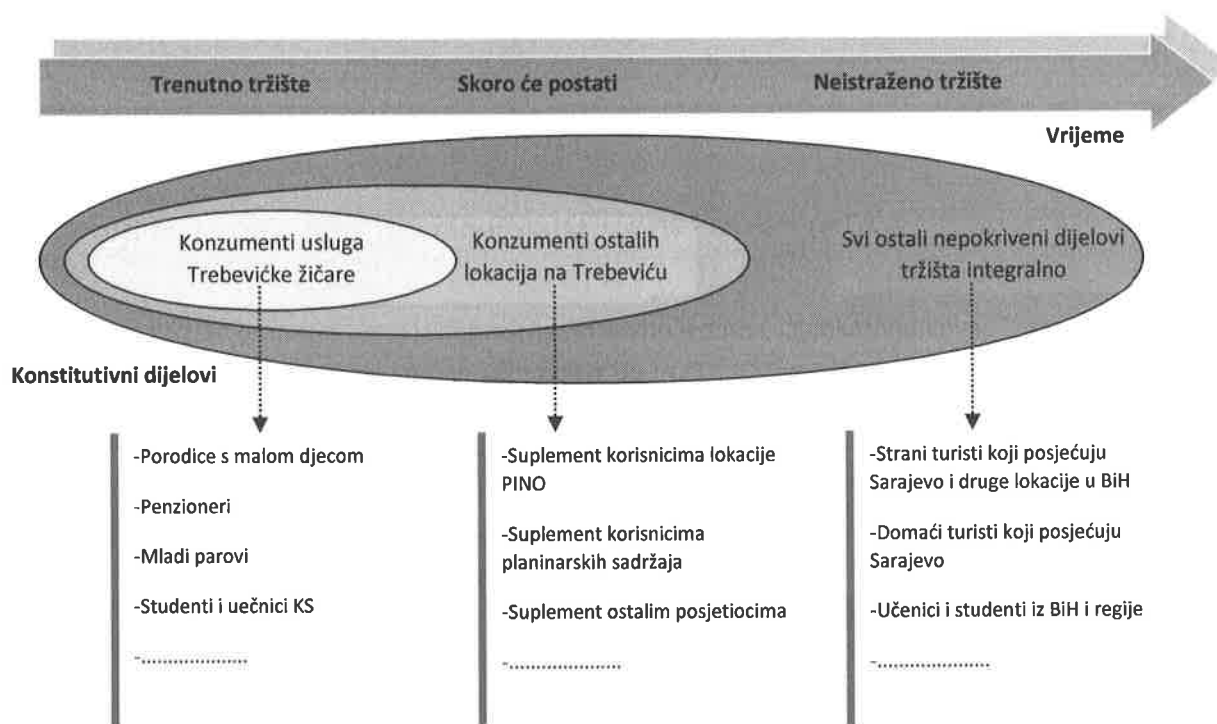 Trenutno tržište
Skoro će postati
Neistraženo tržište
Vrijeme
Konzumenti usluga
Trebevićke žičare
Konzumenti ostalih
lokacija na Trebeviću
Svi ostali nepokriveni dijelovi
tržišta integralno
Konstitutivni dijelovi
-Porodice s malom djecom
-Penzioneri
-Mladi parovi
-Studenti i uečnici KS
-.....................
-Suplement korisnicima lokacije
PINO
-Suplement korisnicima
planinarskih sadržaja
-Suplement ostalim posjetiocima
-.....................
-Strani turisti koji posjećuju
Sarajevo i druge lokacije u BiH
-Domaći turisti koji posjećuju
Sarajevo
-Učenici i studenti iz BiH i regije
-.....................